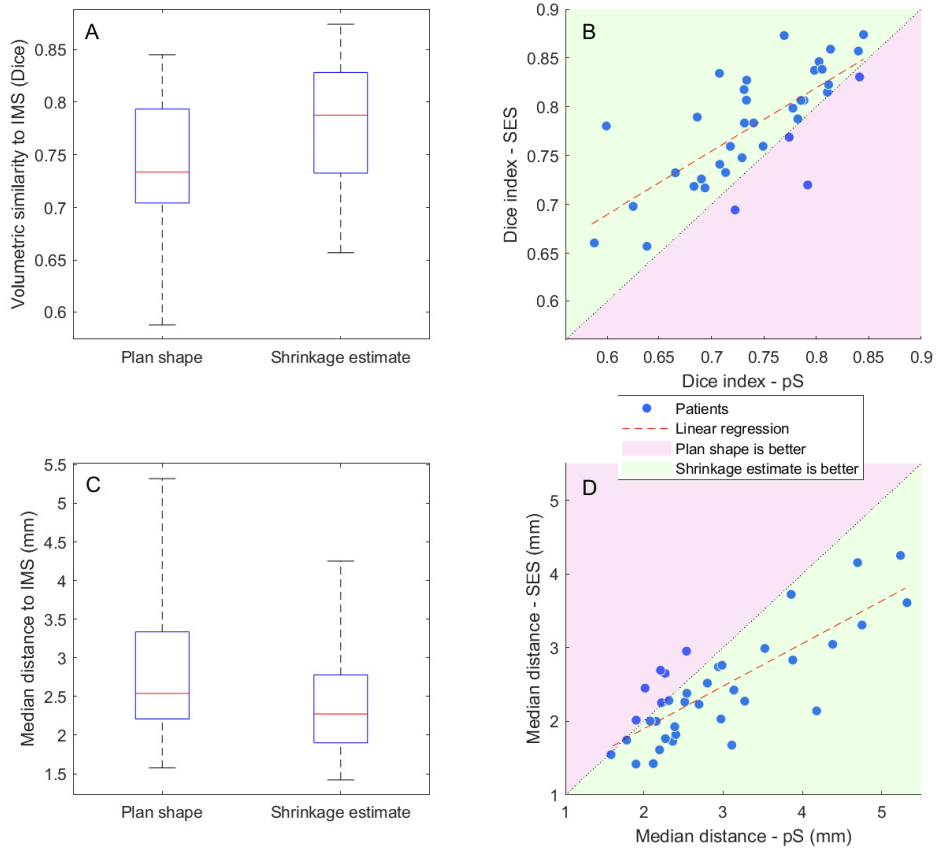 A
Volumetric similarity to IMS (Dice)
0.85
0.8
0.75
0.7
0.65
0.6
Plan shape
Shrinkage estimate
B
Dice index - SES
0.9
0.85
0.8
0.75
0.7
0.65
0.6
0.6
0.65
0.7
0.75
0.8
0.85
0.9
Dice index - pS
Patients
Linear regression
Plan shape is better
Shrinkage estimate is better
C
Median distance to IMS (mm)
5.5
5
4.5
4
3.5
3
2.5
2
1.5
Plan shape
Shrinkage estimate
D
Median distance - SES (mm)
5
4
3
2
1
1
2
3
4
5
Median distance - pS (mm)